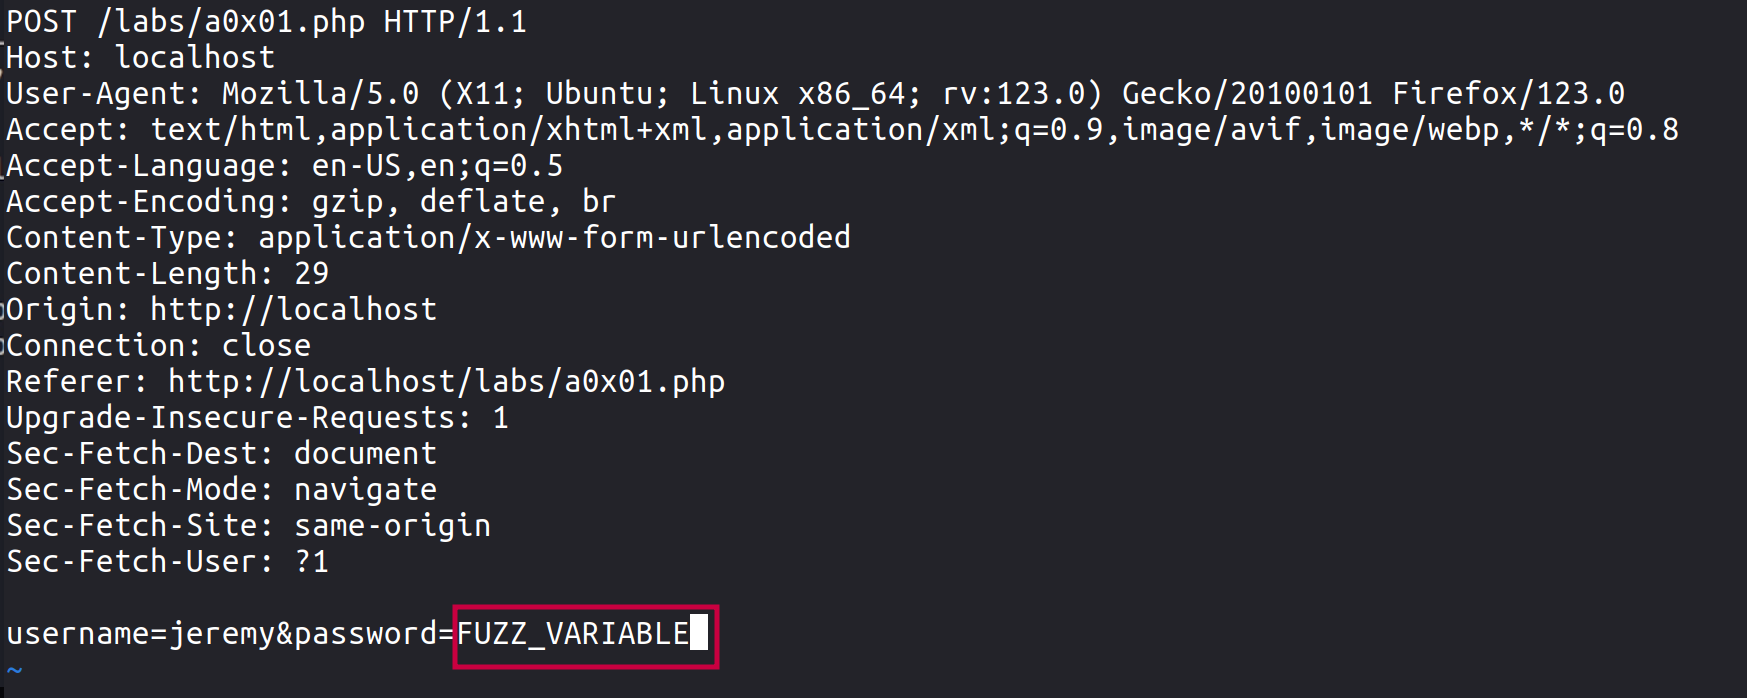 POST /labs/a0x01.php HTTP/1.1
Host: localhost
User-Agent: Mozilla/5.0 (X11; Ubuntu; Linux x86_64; rv:123.0) Gecko/20100101 Firefox/123.0
Accept: text/html,application/xhtml+xml,application/xml;q=0.9,image/avif,image/webp,*/*;q=0.8
Accept-Language: en-US,en;q=0.5
Accept-Encoding: gzip, deflate, br
Content-Type: application/x-www-form-urlencoded
Content-Length: 29
Origin: http://localhost
Connection: close
Referer: http://localhost/labs/a0x01.php
Upgrade-Insecure-Requests: 1
Sec-Fetch-Dest: document
Sec-Fetch-Mode: navigate
Sec-Fetch-Site: same-origin
Sec-Fetch-User: ?1

username=jeremy&password=FUZZ_VARIABLE
~